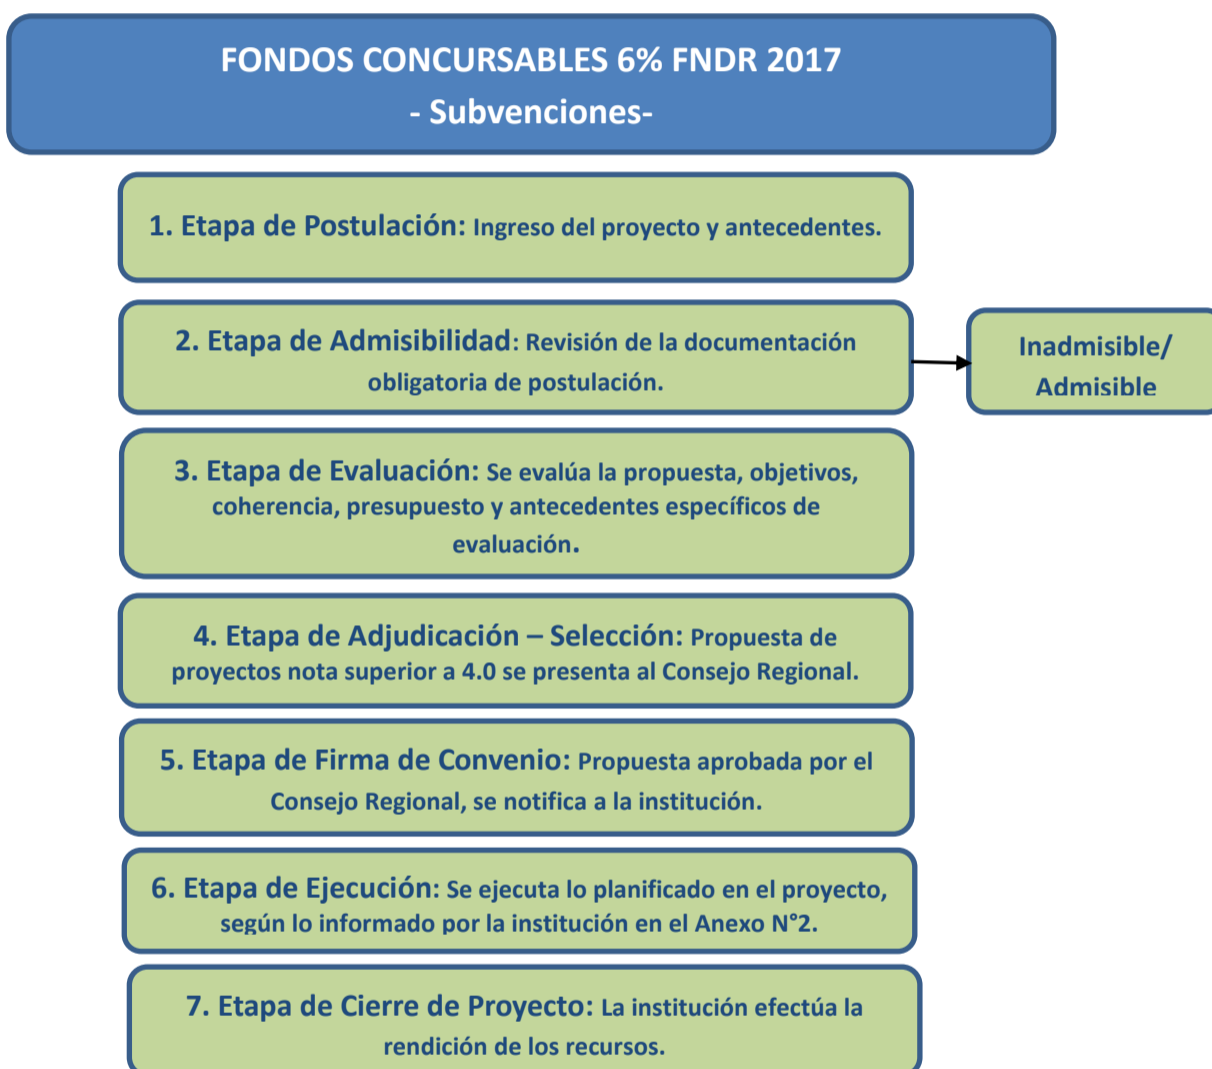 FONDOS CONCURSABLES 6% FNDR 2017
- Subvenciones-
1. Etapa de Postulación: Ingreso del proyecto y antecedentes.
2. Etapa de Admisibilidad: Revisión de la documentación
obligatoria de postulación.
Inadmisible/
Admisible
3. Etapa de Evaluación: Se evalúa la propuesta, objetivos,
coherencia, presupuesto y antecedentes específicos de
evaluación.
4. Etapa de Adjudicación – Selección: Propuesta de
proyectos nota superior a 4.0 se presenta al Consejo Regional.
5. Etapa de Firma de Convenio: Propuesta aprobada por el
Consejo Regional, se notifica a la institución.
6. Etapa de Ejecución: Se ejecuta lo planificado en el proyecto,
según lo informado por la institución en el Anexo N°2.
7. Etapa de Cierre de Proyecto: La institución efectúa la
rendición de los recursos.